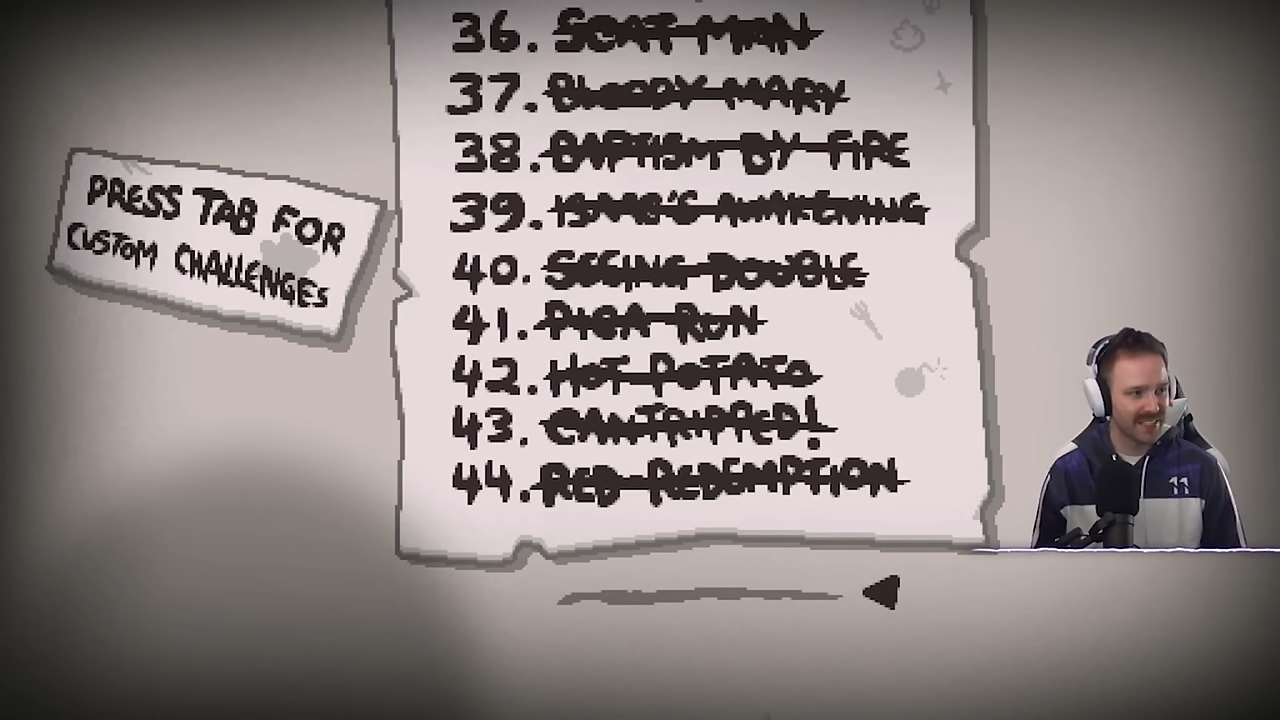 36. SCAT MAN
37. BLOODY MARY
38. BAPTISM BY FIRE
39. ISAAC'S AWAKENING
40. SEEING DOUBLE
41. PICA RUN
42. HOT POTATO
43. CANTRIPPED!
44. RED REDEMPTION
PRESS TAB FOR
CUSTOM CHALLENGES
11